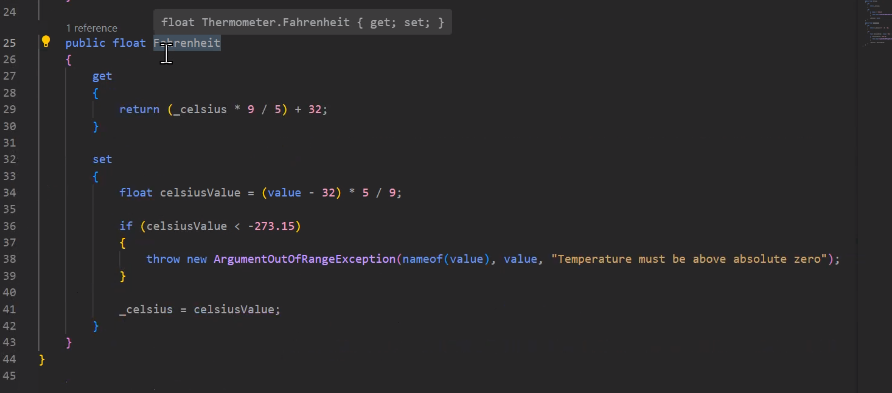 24
float Thermometer.Fahrenheit { get; set; }
1 reference
25 public float Fahrenheit
26 {
27 get
28 {
29 return (_celsius * 9 / 5) + 32;
30 }
31
32 set
33 {
34 float celsiusValue = (value - 32) * 5 / 9;
35
36 if (celsiusValue < -273.15)
37 {
38 throw new ArgumentOutOfRangeException(nameof(value), value, "Temperature must be above absolute zero");
39 }
40
41 _celsius = celsiusValue;
42 }
43 }
44 }
45